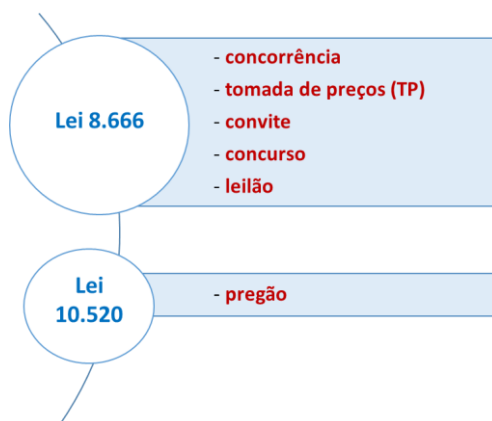 Lei 8.666
- concorrência
- tomada de preços (TP)
- convite
- concurso
- leilão
Lei
10.520
- pregão